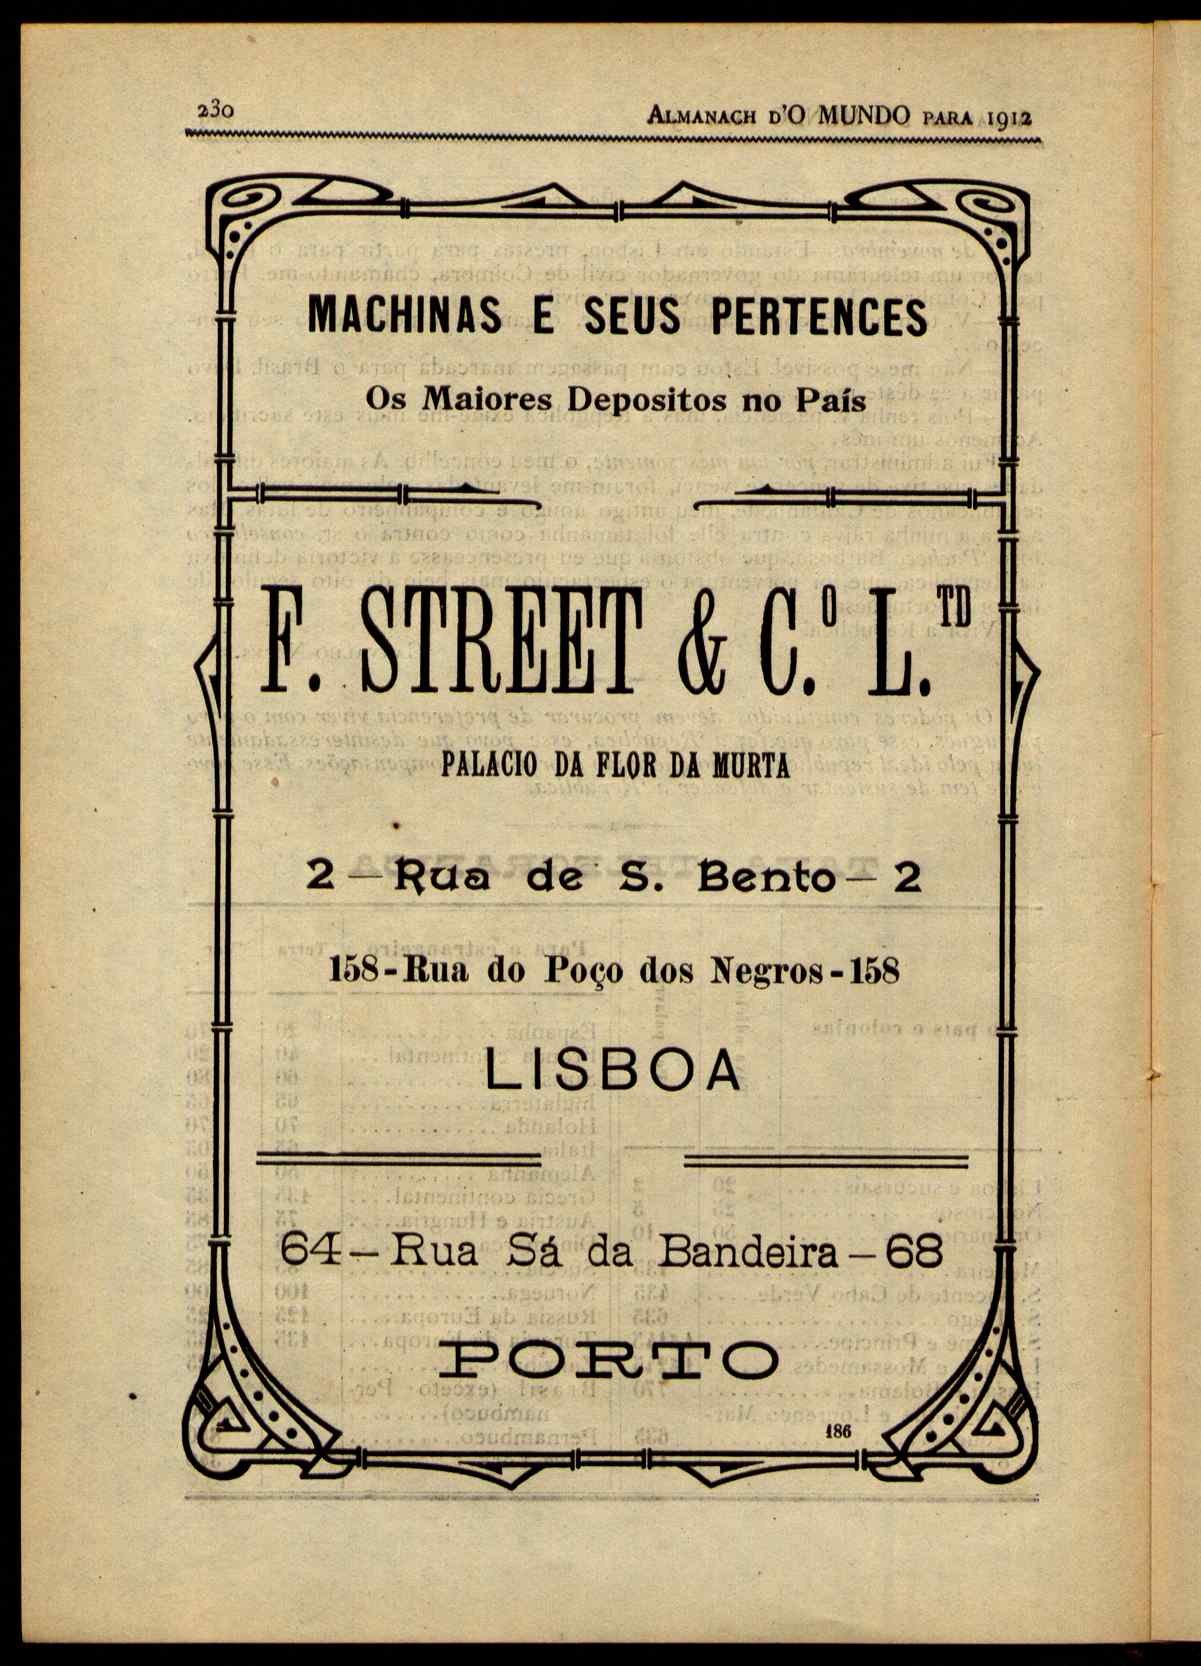 230
ALMANACH D'O MUNDO PARA 1912
MACHINAS E SEUS PERTENCES
Os Maiores Depositos no País
F. STREET & C.º L.TD
PALACIO DA FLOR DA MURTA
2 — Rua de S. Bento — 2
158-Rua do Poço dos Negros-158
LISBOA
64 — Rua Sá da Bandeira — 68
PORTO
186